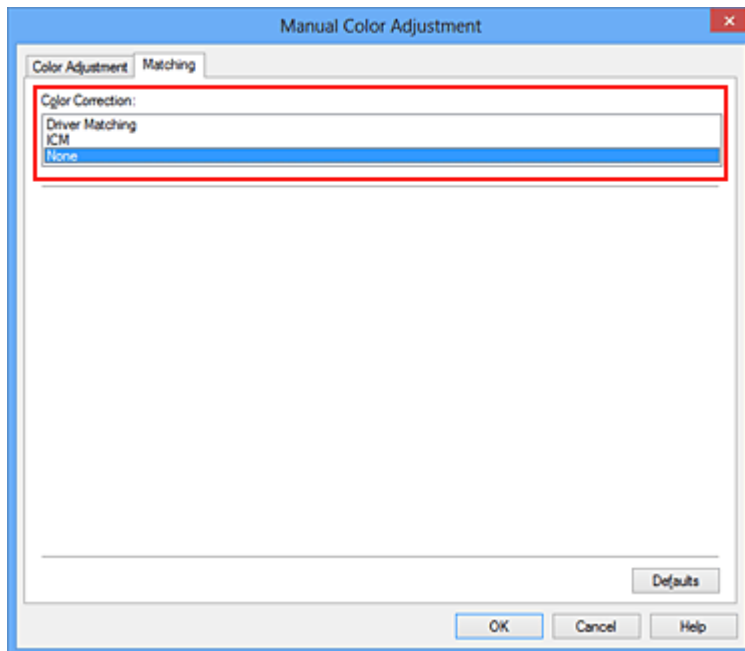 Manual Color Adjustment
Color Adjustment Matching
Color Correction:
Driver Matching
ICM
None
Defaults
OK Cancel Help